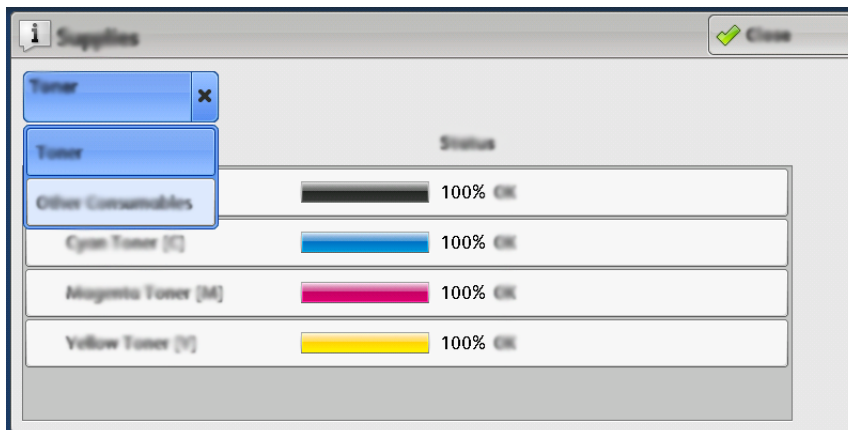 Supplies
Close
Toner
Toner
Status
Other Consumables
100% OK
Cyan Toner [C]
100% OK
Magenta Toner [M]
100% OK
Yellow Toner [Y]
100% OK